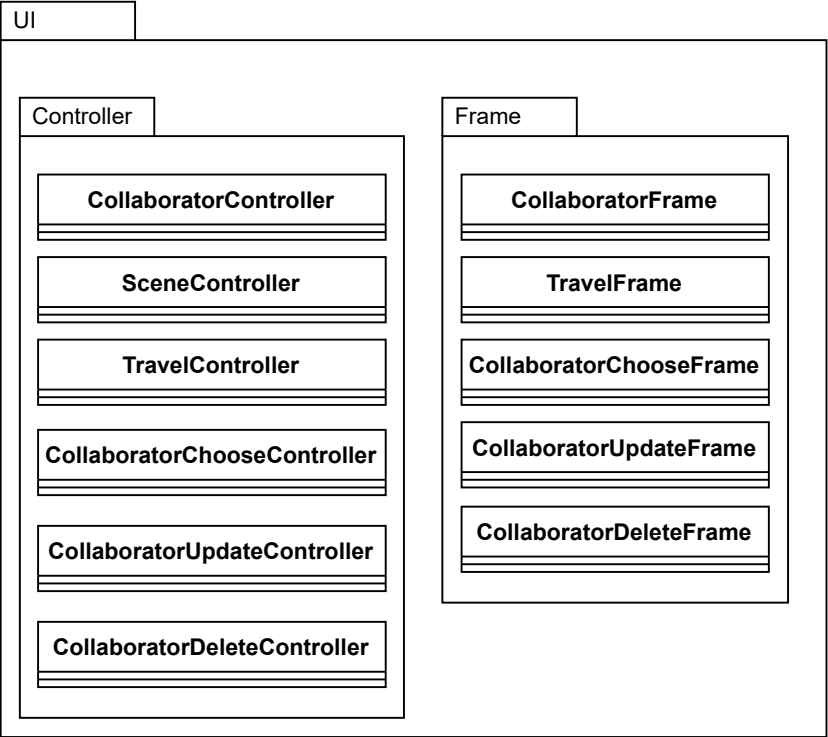 UI
Controller
CollaboratorController
SceneController
TravelController
CollaboratorChooseController
CollaboratorUpdateController
CollaboratorDeleteController
Frame
CollaboratorFrame
TravelFrame
CollaboratorChooseFrame
CollaboratorUpdateFrame
CollaboratorDeleteFrame